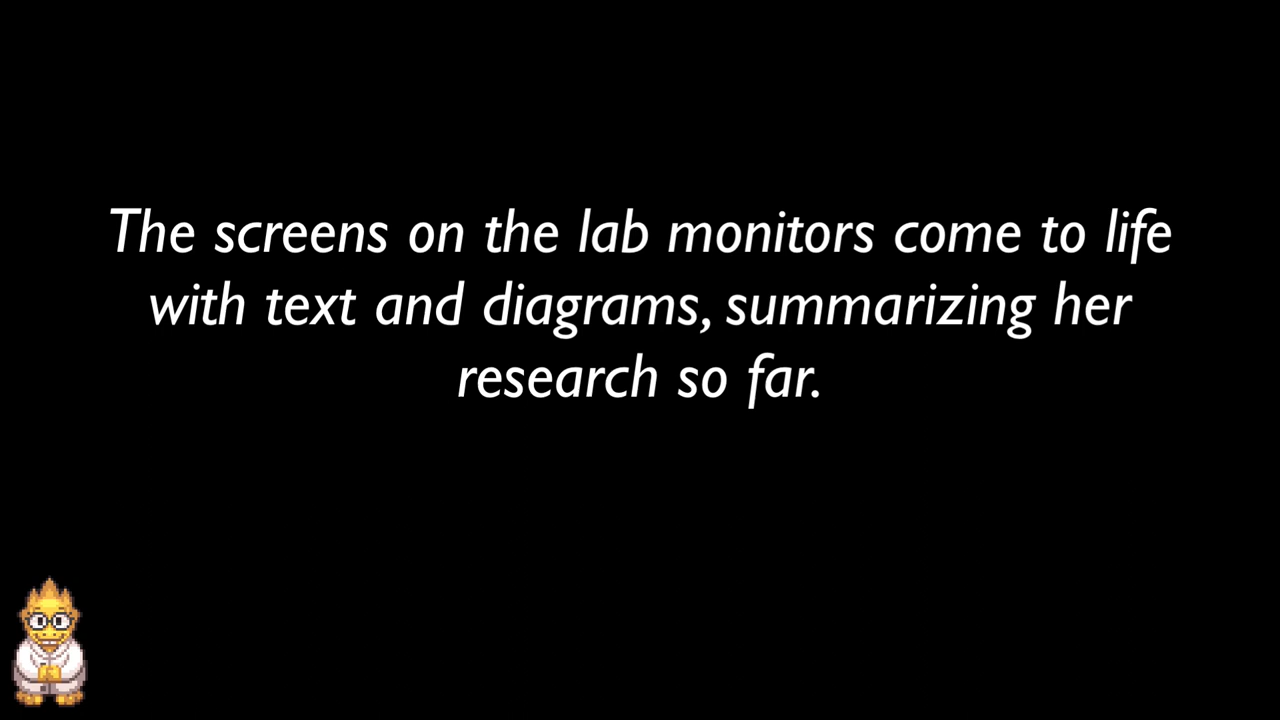 The screens on the lab monitors come to life
with text and diagrams, summarizing her
research so far.